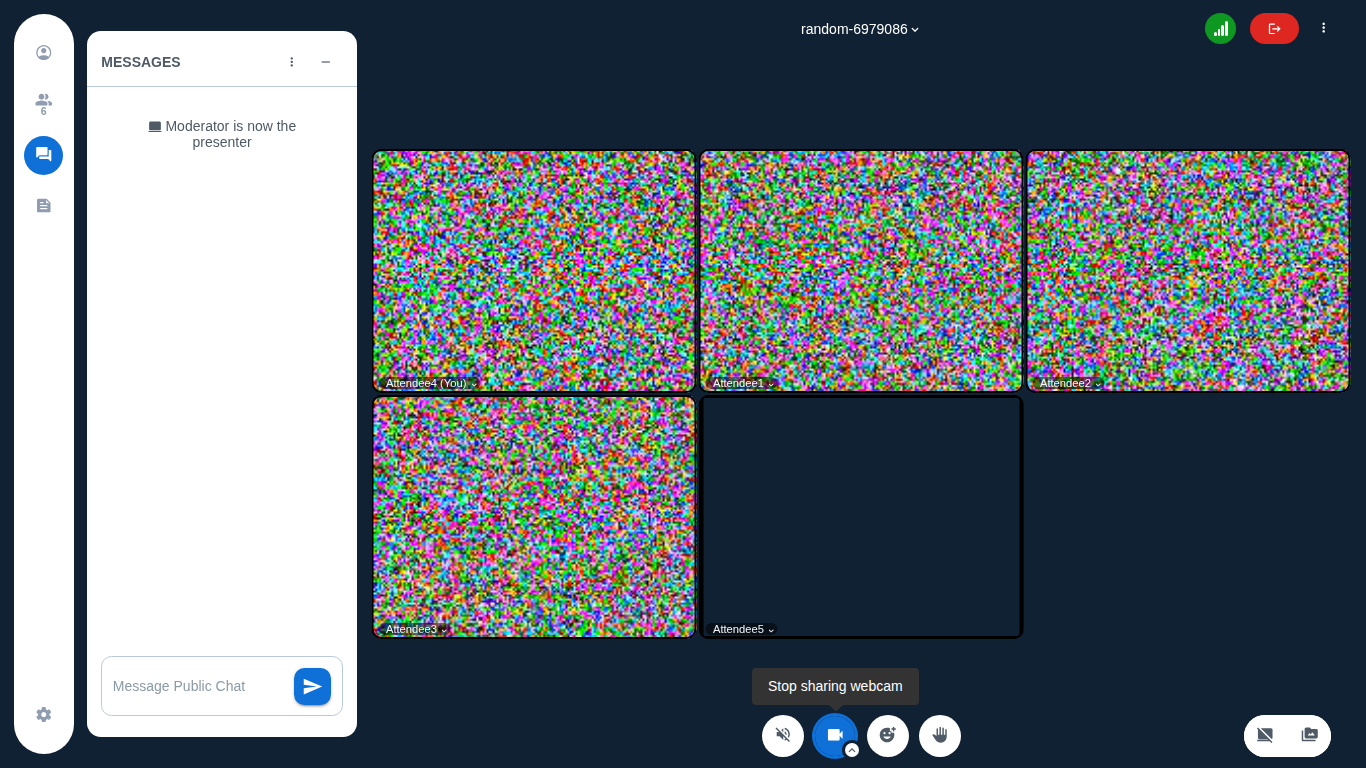 random-6979086
6
MESSAGES
Moderator is now the
presenter
Attendee4 (You)
Attendee1
Attendee2
Attendee3
Attendee5
Message Public Chat
Stop sharing webcam